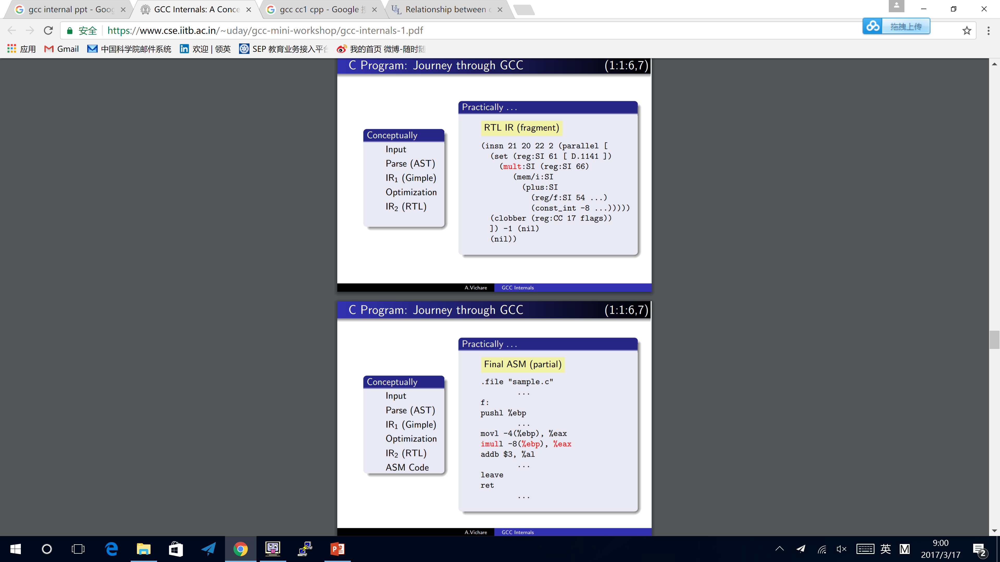 gcc internal ppt - Goog
GCC Internals: A Conce
gcc cc1 cpp - Google 搜
Relationship between c
安全
https://www.cse.iitb.ac.in/~uday/gcc-mini-workshop/gcc-internals-1.pdf
拖拽上传
应用
Gmail
中国科学院邮件系统
欢迎 | 领英
SEP 教育业务接入平台
我的首页 微博-随时随
C Program: Journey through GCC (1:1:6,7)
Conceptually
Input
Parse (AST)
IR₁ (Gimple)
Optimization
IR₂ (RTL)
Practically ...
RTL IR (fragment)
(insn 21 20 22 2 (parallel [
(set (reg:SI 61 [ D.1141 ])
(mult:SI (reg:SI 66)
(mem/i:SI
(plus:SI
(reg/f:SI 54 ...)
(const_int -8 ...)))))
(clobber (reg:CC 17 flags))
]) -1 (nil)
(nil))
A.Vichare GCC Internals
C Program: Journey through GCC (1:1:6,7)
Conceptually
Input
Parse (AST)
IR₁ (Gimple)
Optimization
IR₂ (RTL)
ASM Code
Practically ...
Final ASM (partial)
.file "sample.c"
...
f:
pushl %ebp
...
movl -4(%ebp), %eax
imull -8(%ebp), %eax
addb $3, %al
...
leave
ret
...
A.Vichare GCC Internals
英
M
9:00
2017/3/17
2